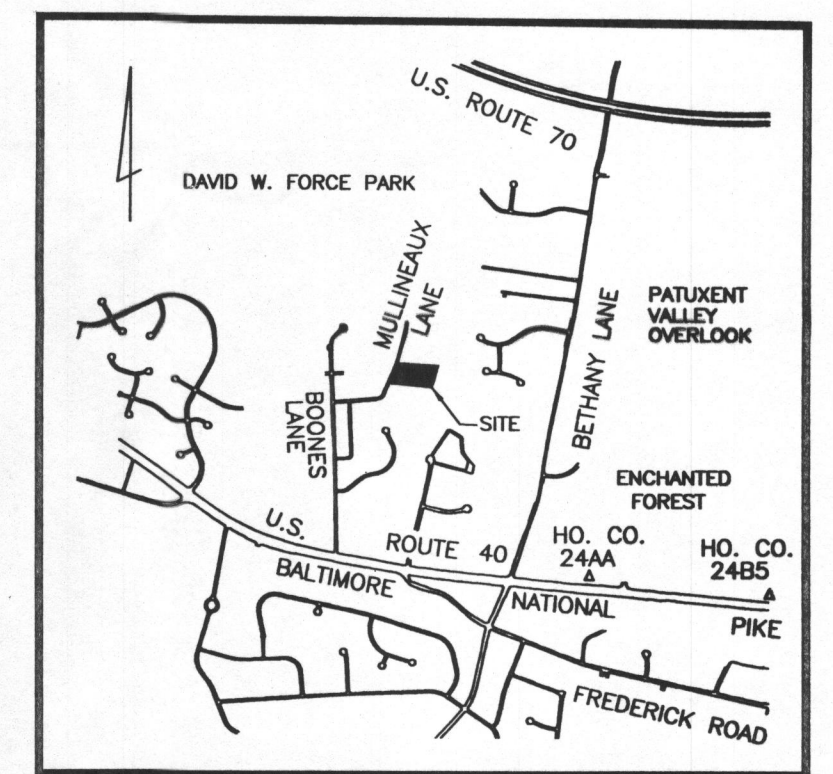 U.S. ROUTE 70
DAVID W. FORCE PARK
MULLINEAUX
LANE
PATUXENT
VALLEY
OVERLOOK
BETHANY LANE
BOONES
LANE
SITE
ENCHANTED
FOREST
U.S. ROUTE 40
HO. CO.
24AA
HO. CO.
24B5
BALTIMORE NATIONAL PIKE
FREDERICK ROAD